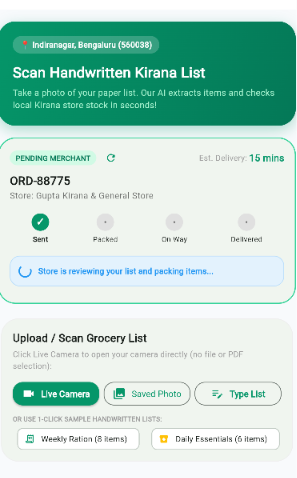 Indiranagar, Bengaluru (560038)
Scan Handwritten Kirana List
Take a photo of your paper list. Our AI extracts items and checks
local Kirana store stock in seconds!
PENDING MERCHANT
Est. Delivery: 15 mins
ORD-88775
Store: Gupta Kirana & General Store
Sent Packed On Way Delivered
Store is reviewing your list and packing items...
Upload / Scan Grocery List
Click Live Camera to open your camera directly (no file or PDF
selection):
Live Camera Saved Photo Type List
OR USE 1-CLICK SAMPLE HANDWRITTEN LISTS:
Weekly Ration (8 items) Daily Essentials (6 items)